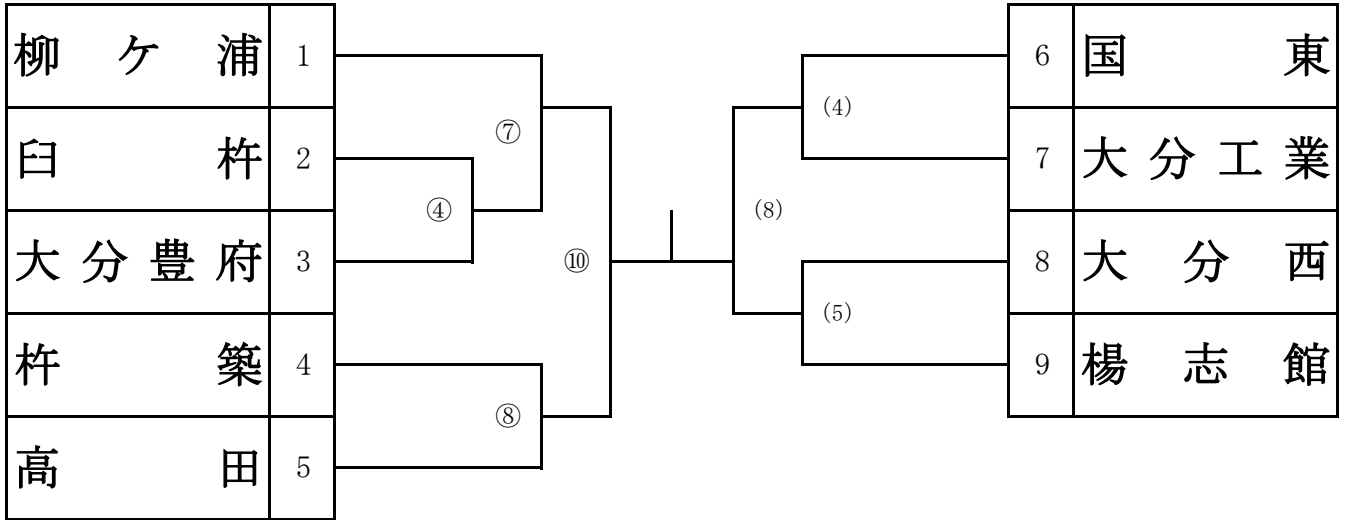 柳ケ浦 1
6 国東
(4)
⑦
臼杵 2
7 大分工業
④
(8)
大分豊府 3
⑩
8 大分西
(5)
杵築 4
9 楊志館
⑧
高田 5